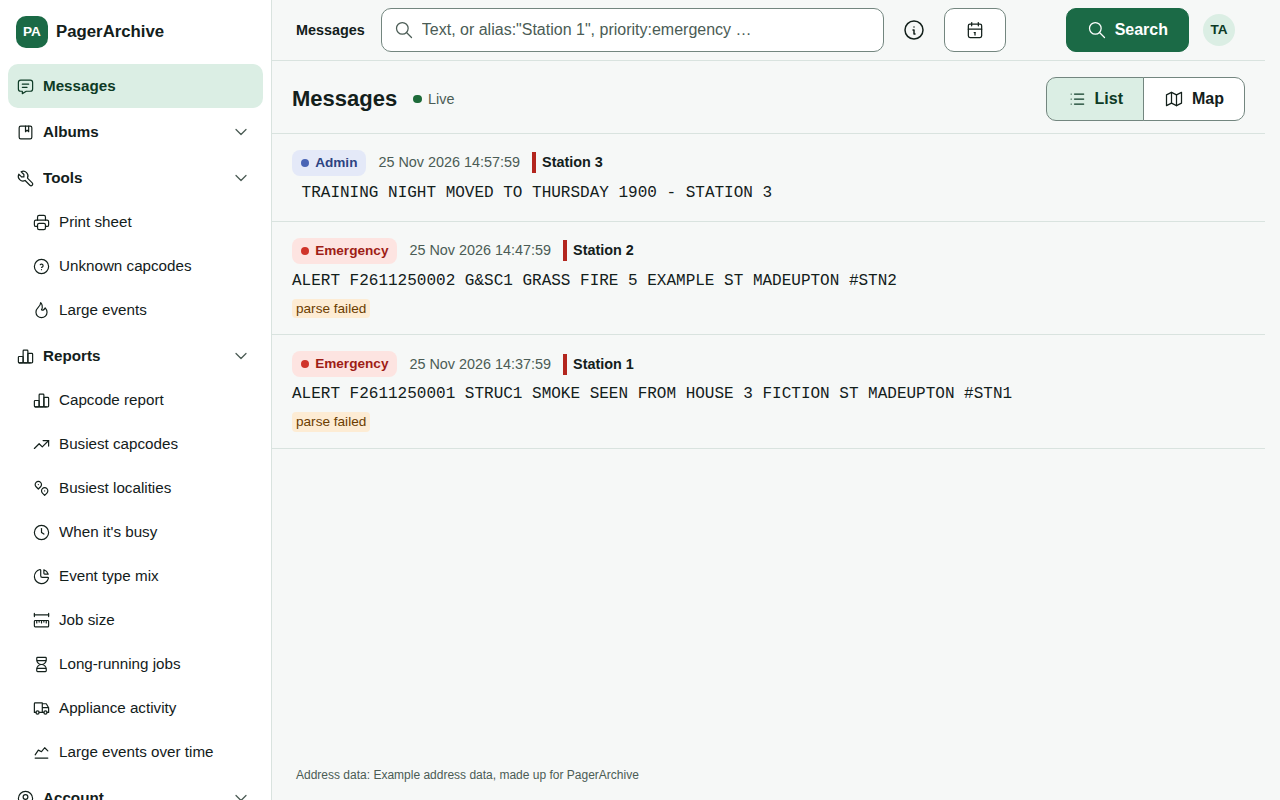 PA PagerArchive
Messages
Albums
Tools
Print sheet
Unknown capcodes
Large events
Reports
Capcode report
Busiest capcodes
Busiest localities
When it's busy
Event type mix
Job size
Long-running jobs
Appliance activity
Large events over time
Account
Messages Text, or alias:"Station 1", priority:emergency … Search TA
Messages Live List Map
Admin 25 Nov 2026 14:57:59 Station 3
TRAINING NIGHT MOVED TO THURSDAY 1900 - STATION 3
Emergency 25 Nov 2026 14:47:59 Station 2
ALERT F2611250002 G&SC1 GRASS FIRE 5 EXAMPLE ST MADEUPTON #STN2
parse failed
Emergency 25 Nov 2026 14:37:59 Station 1
ALERT F2611250001 STRUC1 SMOKE SEEN FROM HOUSE 3 FICTION ST MADEUPTON #STN1
parse failed
Address data: Example address data, made up for PagerArchive